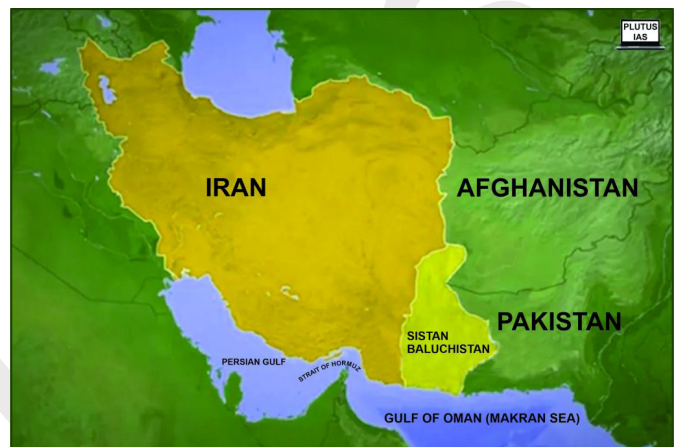 PLUTUS
IAS
IRAN
AFGHANISTAN
SISTAN
BALUCHISTAN
PAKISTAN
PERSIAN GULF
STRAIT OF HORMUZ
GULF OF OMAN (MAKRAN SEA)